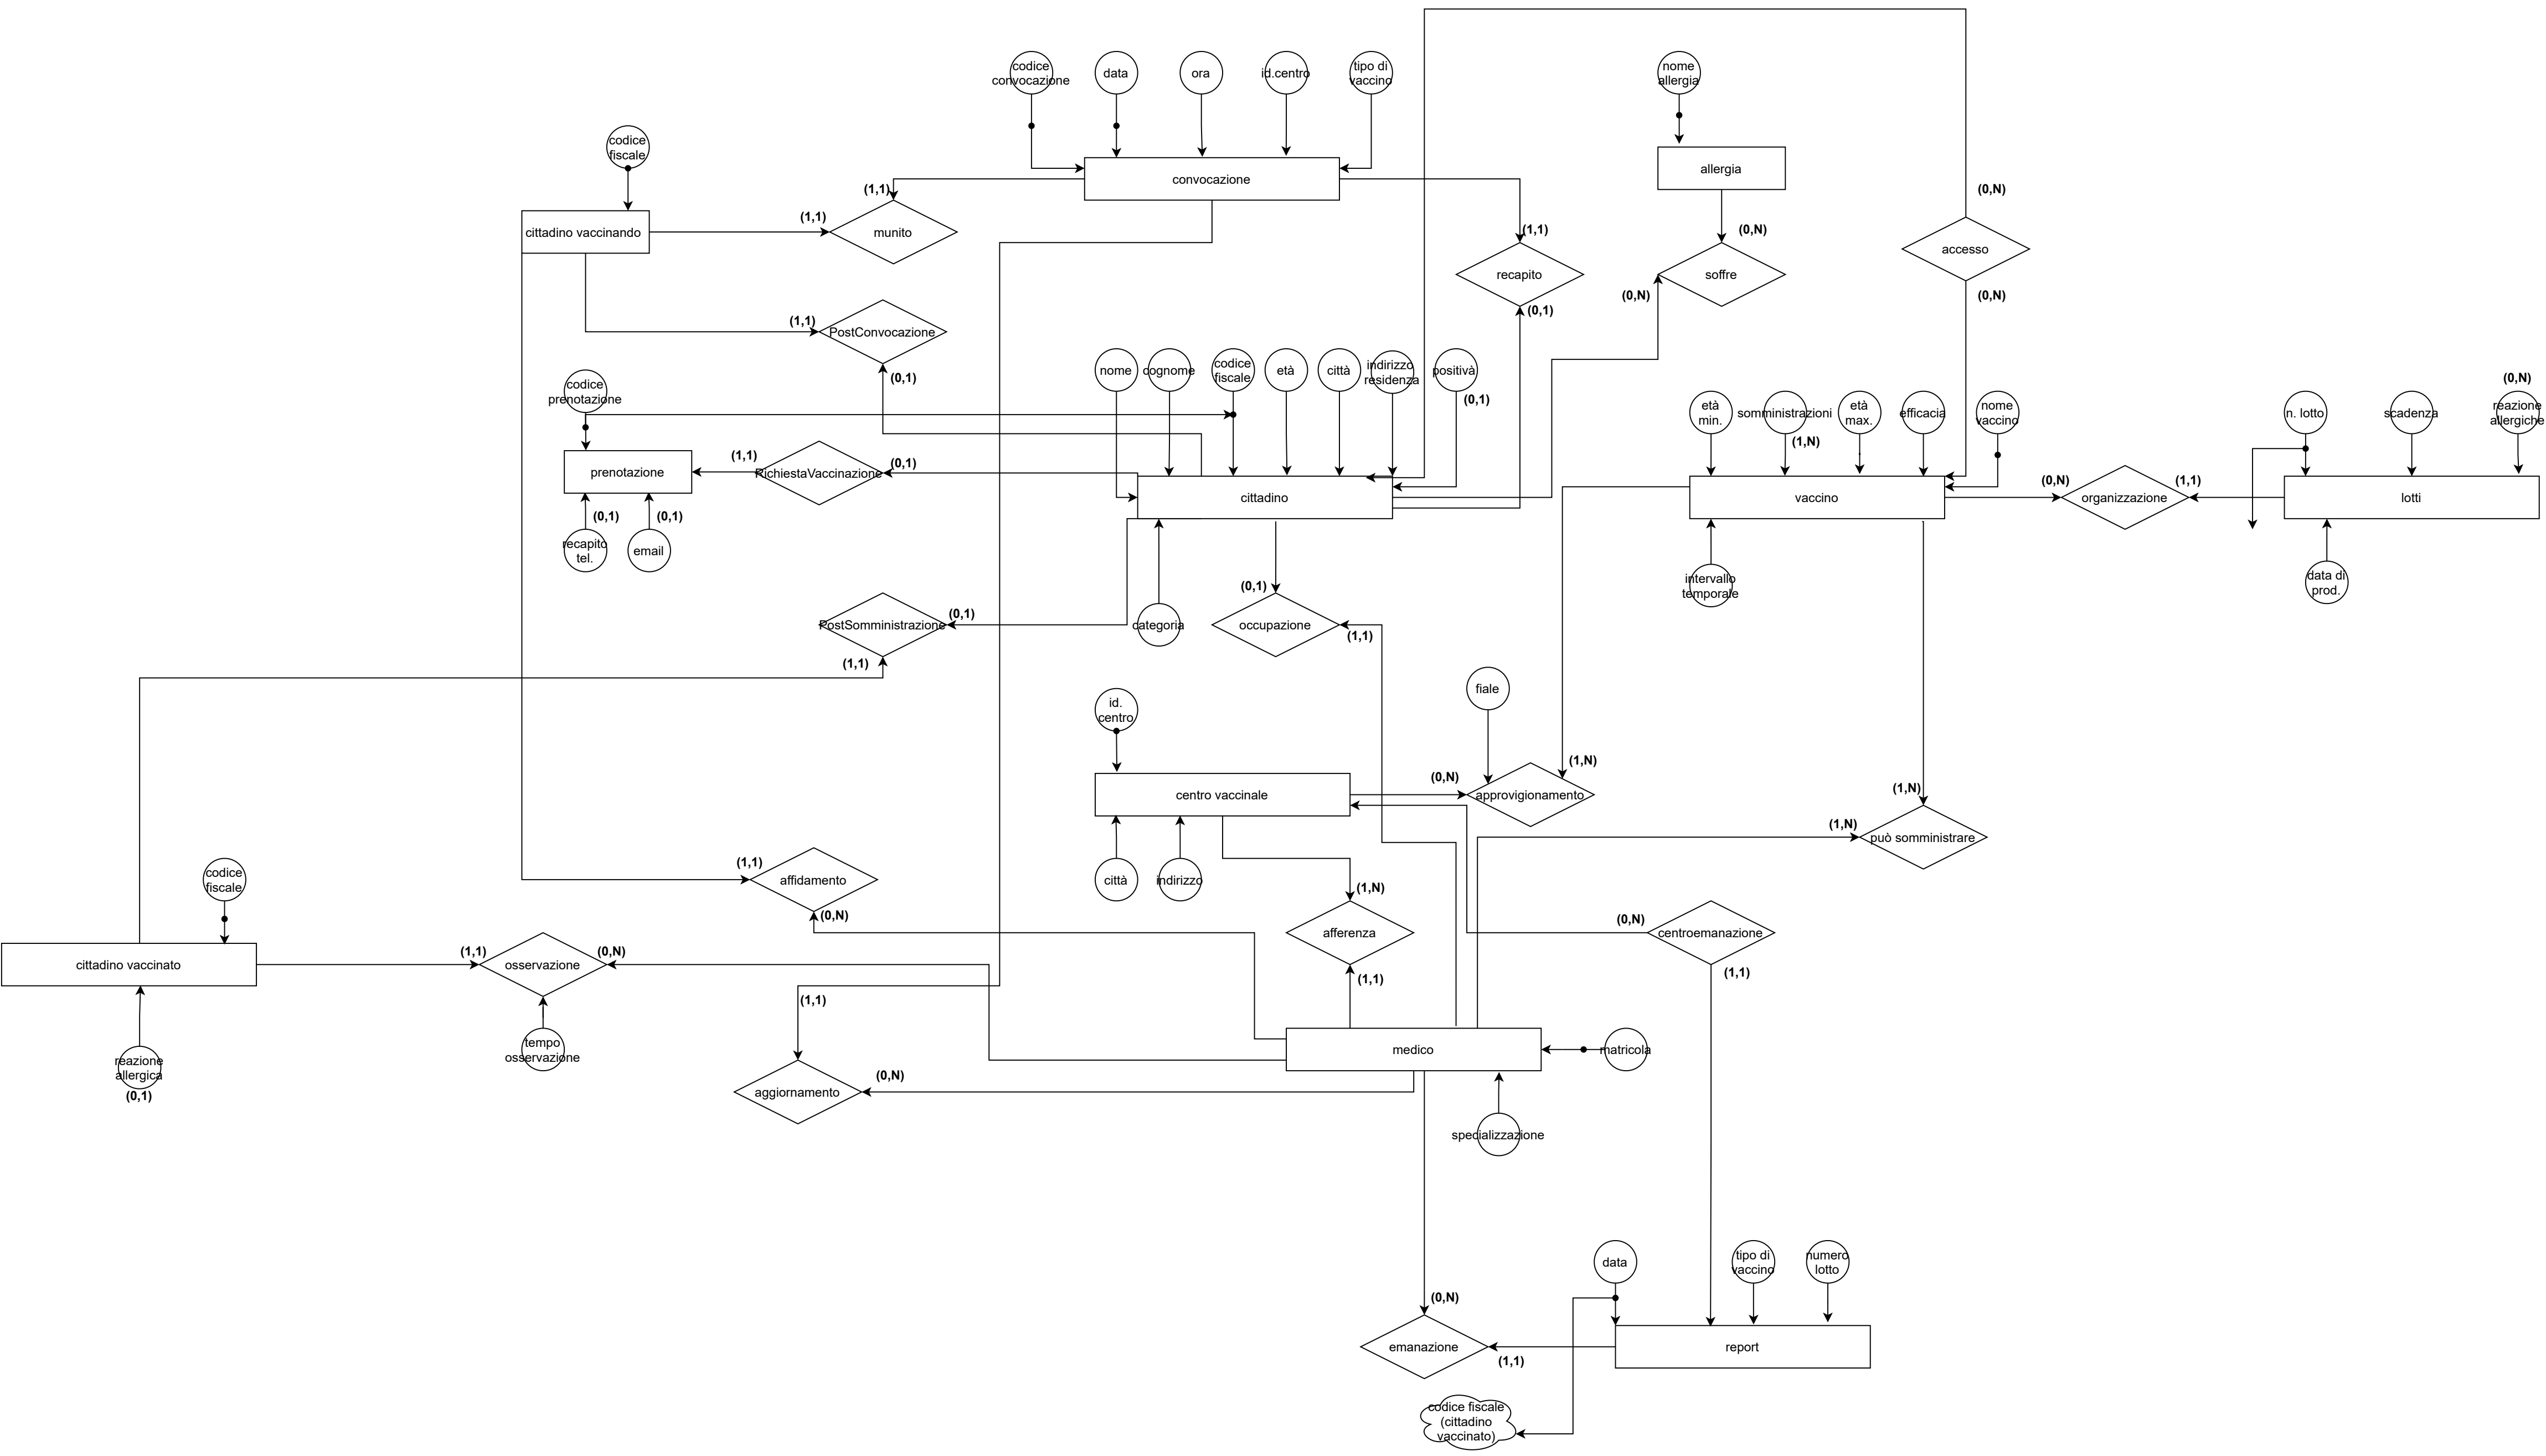 codice
convocazione
data
ora
id.centro
tipo di
vaccino
nome
allergia
codice
fiscale
convocazione
allergia
(1,1)
(0,N)
cittadino vaccinando
(1,1)
munito
(1,1)
(0,N)
accesso
recapito
soffre
(0,N)
(0,N)
(1,1)
PostConvocazione
(0,1)
(0,1)
nome
cognome
codice
fiscale
età
città
indirizzo
residenza
positivà
(0,1)
codice
prenotazione
età
min.
somministrazioni
(1,N)
età
max.
efficacia
nome
vaccino
n. lotto
scadenza
(0,N)
reazione
allergiche
prenotazione
(1,1)
RichiestaVaccinazione
(0,1)
cittadino
vaccino
(0,N)
organizzazione
(1,1)
lotti
(0,1)
(0,1)
recapito
tel.
email
intervallo
temporale
data di
prod.
PostSomministrazione
(0,1)
categoria
(0,1)
occupazione
(1,1)
(1,1)
fiale
id.
centro
(1,N)
centro vaccinale
(0,N)
approvigionamento
(1,N)
(1,N)
può somministrare
codice
fiscale
(1,1)
affidamento
città
indirizzo
(1,N)
(0,N)
(0,N)
afferenza
centroemanazione
cittadino vaccinato
(1,1)
osservazione
(0,N)
(1,1)
(1,1)
(1,1)
reazione
allergica
(0,1)
tempo
osservazione
medico
matricola
aggiornamento
(0,N)
specializzazione
data
tipo di
vaccino
numero
lotto
(0,N)
emanazione
(1,1)
report
codice fiscale
(cittadino
vaccinato)